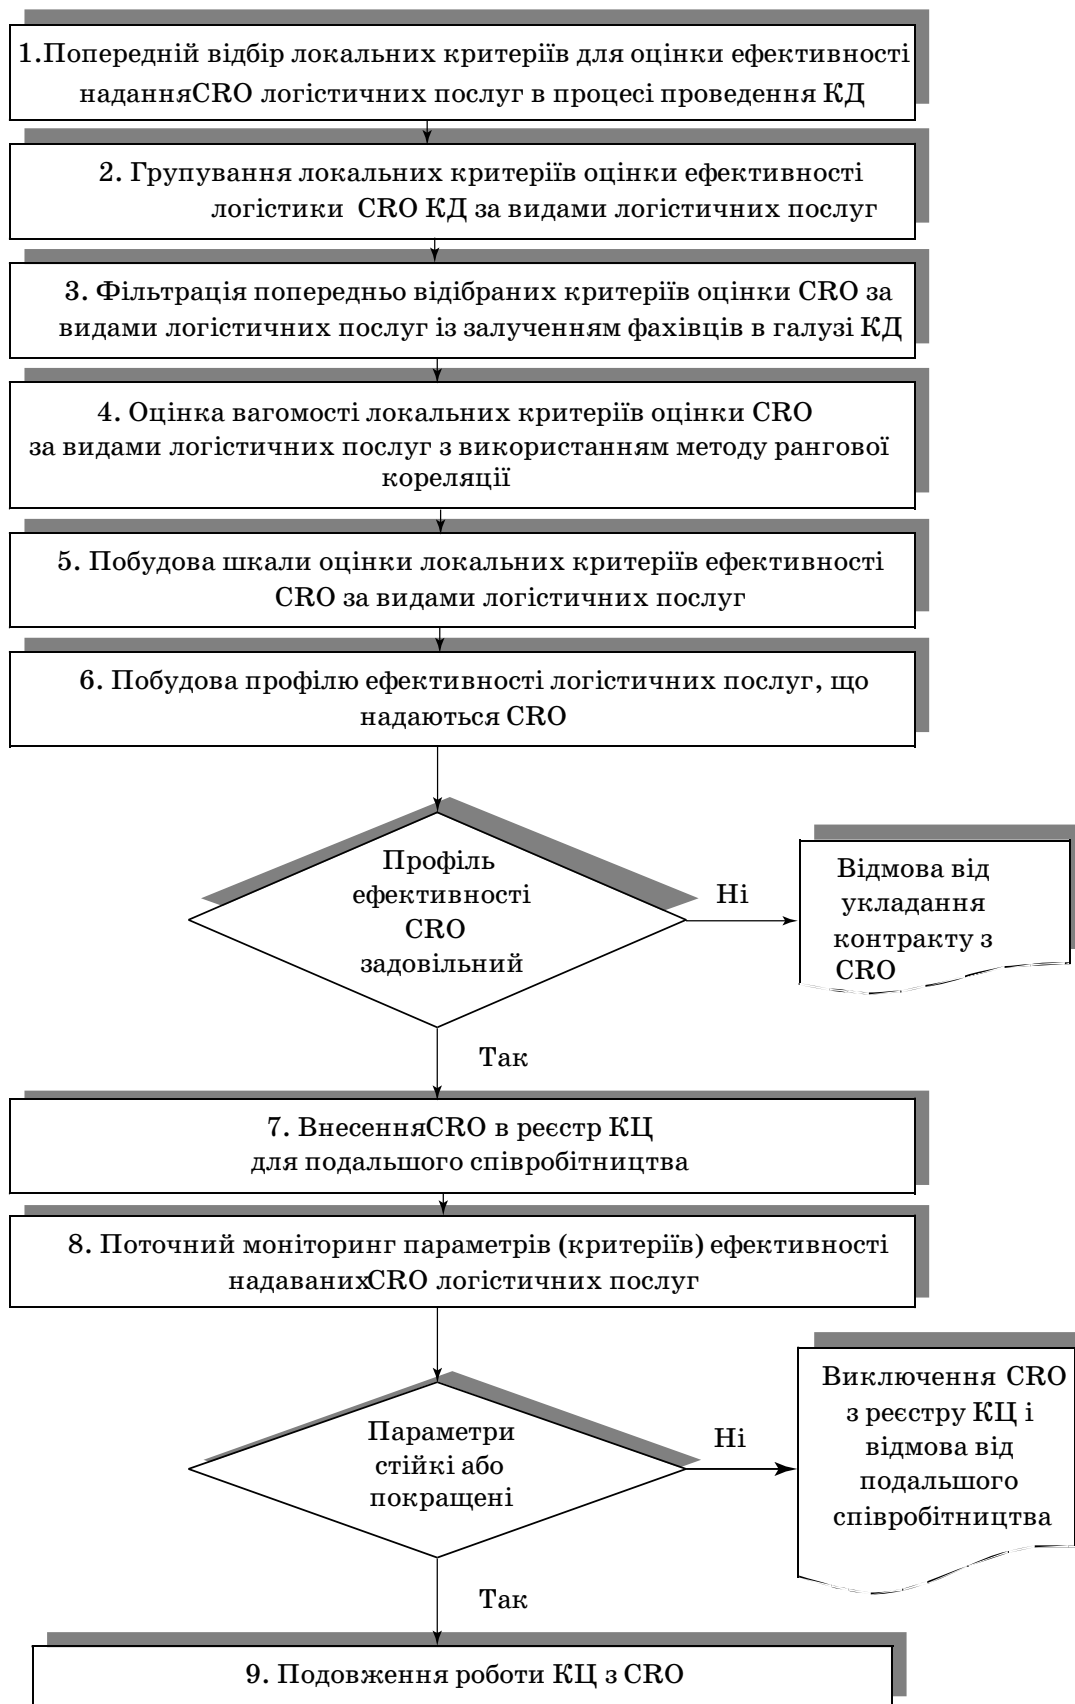 1.Попередній відбір локальних критеріїв для оцінки ефективності
наданняCRO логістичних послуг в процесі проведення КД
2. Групування локальних критеріїв оцінки ефективності
логістики CRO КД за видами логістичних послуг
3. Фільтрація попередньо відібраних критеріїв оцінки CRO за
видами логістичних послуг із залученням фахівців в галузі КД
4. Оцінка вагомості локальних критеріїв оцінки CRO
за видами логістичних послуг з використанням методу рангової
кореляції
5. Побудова шкали оцінки локальних критеріїв ефективності
CRO за видами логістичних послуг
6. Побудова профілю ефективності логістичних послуг, що
надаються CRO
Профіль
ефективності
CRO
задовільний
Ні
Відмова від
укладання
контракту з
CRO
Так
7. ВнесенняCRO в реєстр КЦ
для подальшого співробітництва
8. Поточний моніторинг параметрів (критеріїв) ефективності
надаванихCRO логістичних послуг
Параметри
стійкі або
покращені
Ні
Виключення CRO
з реєстру КЦ і
відмова від
подальшого
співробітництва
Так
9. Подовження роботи КЦ з CRO